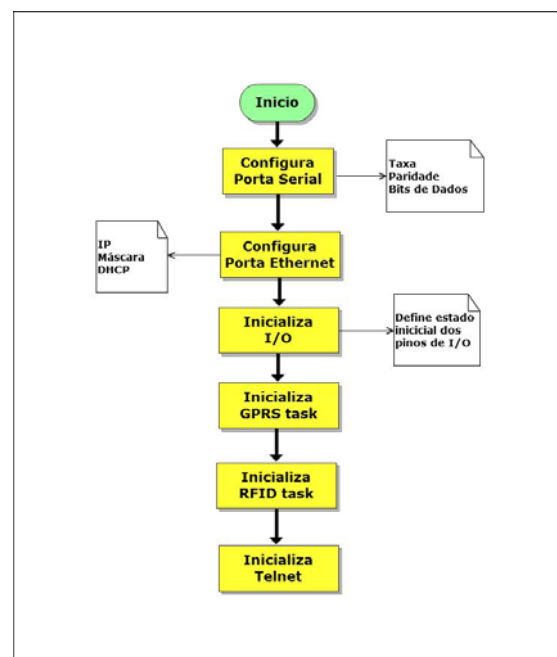 Inicio
Configura
Porta Serial
Taxa
Paridade
Bits de Dados
Configura
Porta Ethernet
IP
Máscara
DHCP
Inicializa
I/O
Define estado
inicicial dos
pinos de I/O
Inicializa
GPRS task
Inicializa
RFID task
Inicializa
Telnet